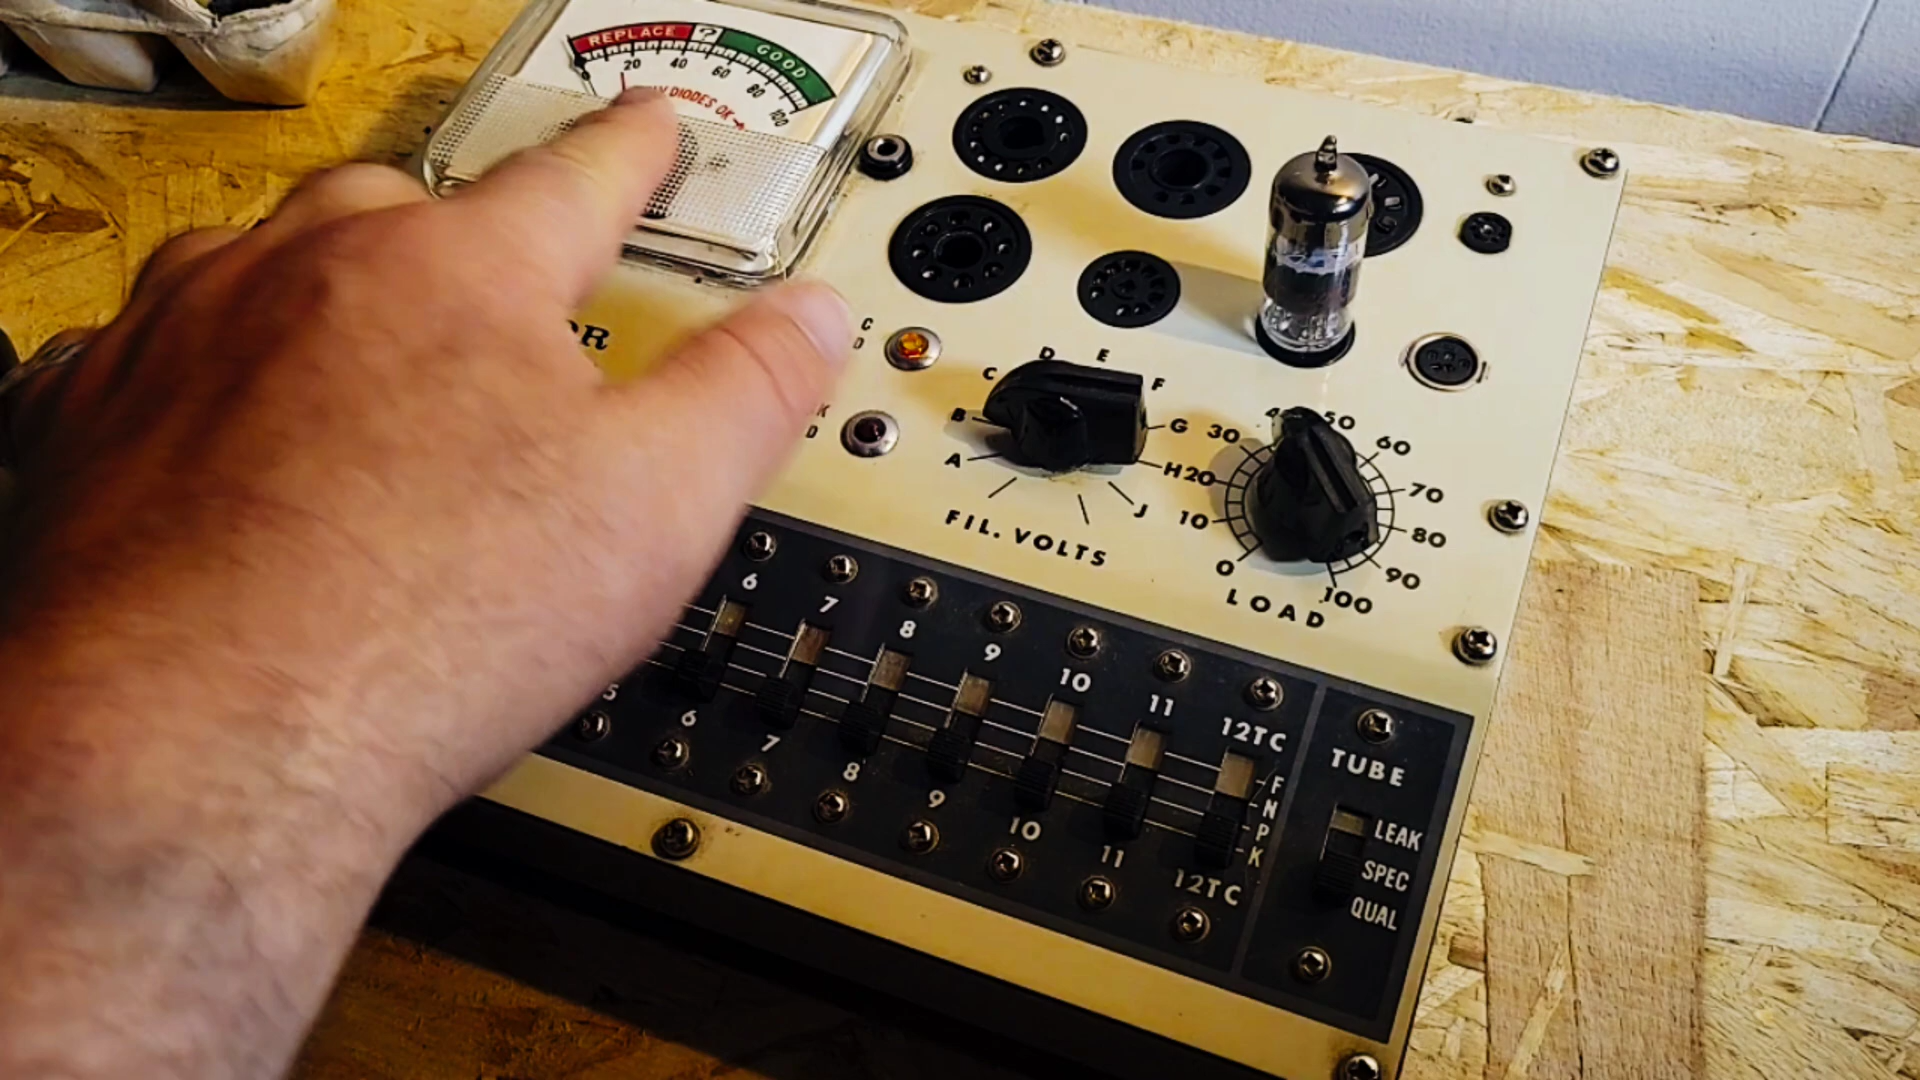 REPLACE ? GOOD
0 20 40 60 80 100
DIODES OK
OR
C
D
K
D
A B C D E F G H J
FIL. VOLTS
0 10 20 30 50 60 70 80 90 100
LOAD
6 7 8 9 10 11 12TC
F
N
P
K
5 6 7 8 9 10 11 12TC
TUBE
LEAK
SPEC
QUAL